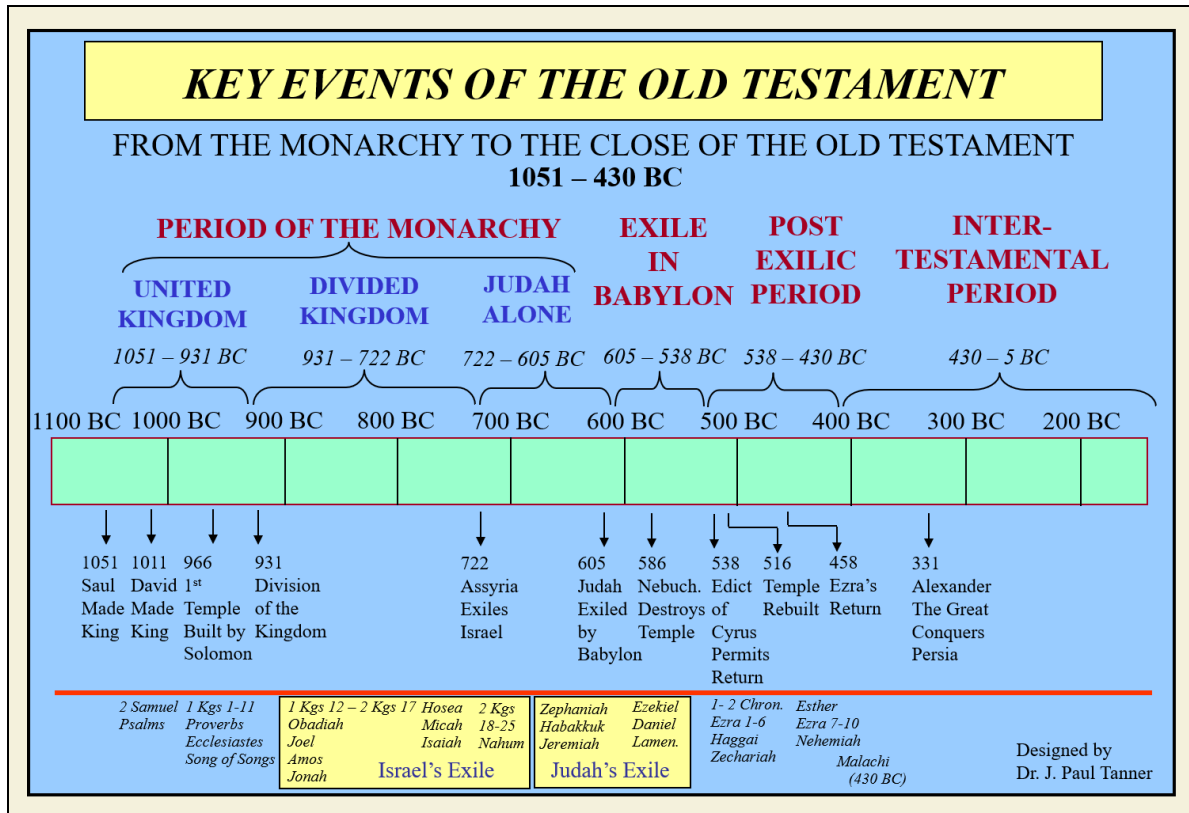 KEY EVENTS OF THE OLD TESTAMENT
FROM THE MONARCHY TO THE CLOSE OF THE OLD TESTAMENT
1051 – 430 BC
PERIOD OF THE MONARCHY
UNITED
KINGDOM
1051 – 931 BC
DIVIDED
KINGDOM
931 – 722 BC
JUDAH
ALONE
722 – 605 BC
EXILE
IN
BABYLON
605 – 538 BC
POST
EXILIC
PERIOD
538 – 430 BC
INTER-
TESTAMENTAL
PERIOD
430 – 5 BC
1100 BC 1000 BC 900 BC 800 BC 700 BC 600 BC 500 BC 400 BC 300 BC 200 BC
1051
Saul
Made
King
1011
David
Made
King
966
1st
Temple
Built by
Solomon
931
Division
of the
Kingdom
722
Assyria
Exiles
Israel
605
Judah
Exiled
by
Babylon
586
Nebuch.
Destroys
Temple
538
Edict
of
Cyrus
Permits
Return
516
Temple
Rebuilt
458
Ezra's
Return
331
Alexander
The Great
Conquers
Persia
2 Samuel
Psalms
1 Kgs 1-11
Proverbs
Ecclesiastes
Song of Songs
1 Kgs 12 – 2 Kgs 17
Obadiah
Joel
Amos
Jonah
Hosea
Micah
Isaiah
2 Kgs
18-25
Nahum
Israel's Exile
Zephaniah
Habakkuk
Jeremiah
Ezekiel
Daniel
Lamen.
Judah's Exile
1- 2 Chron.
Ezra 1-6
Haggai
Zechariah
Esther
Ezra 7-10
Nehemiah
Malachi
(430 BC)
Designed by
Dr. J. Paul Tanner